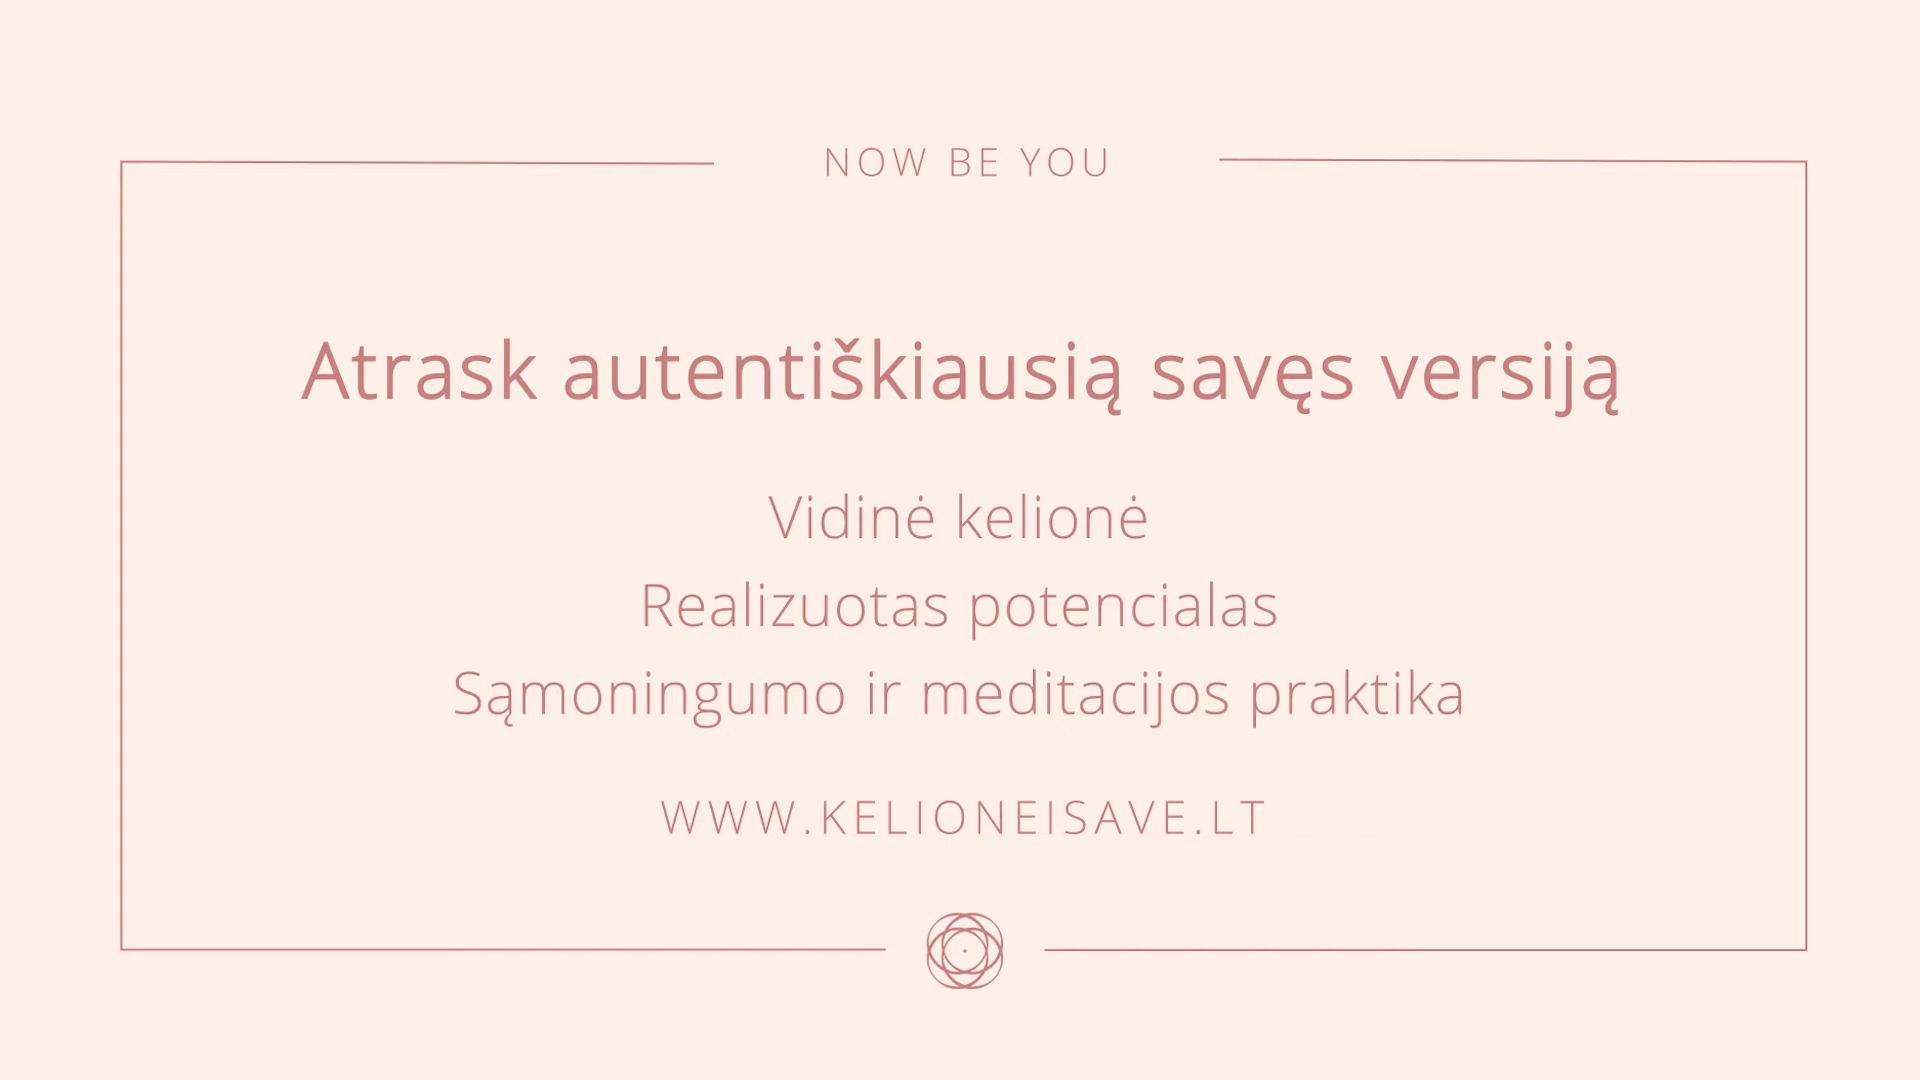 NOW BE YOU
Atrask autentiškiausią savęs versiją
Vidinė kelionė
Realizuotas potencialas
Sąmoningumo ir meditacijos praktika
WWW.KELIONEISAVE.LT